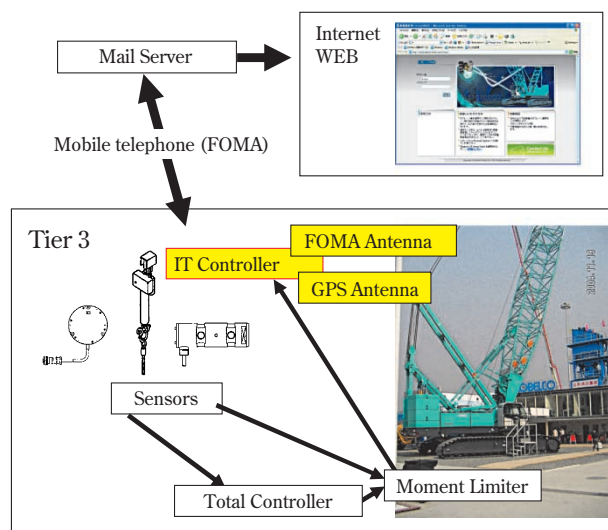 Internet
WEB
Mail Server
Mobile telephone (FOMA)
Tier 3
FOMA Antenna
IT Controller
GPS Antenna
OBELCO
Sensors
Moment Limiter
Total Controller